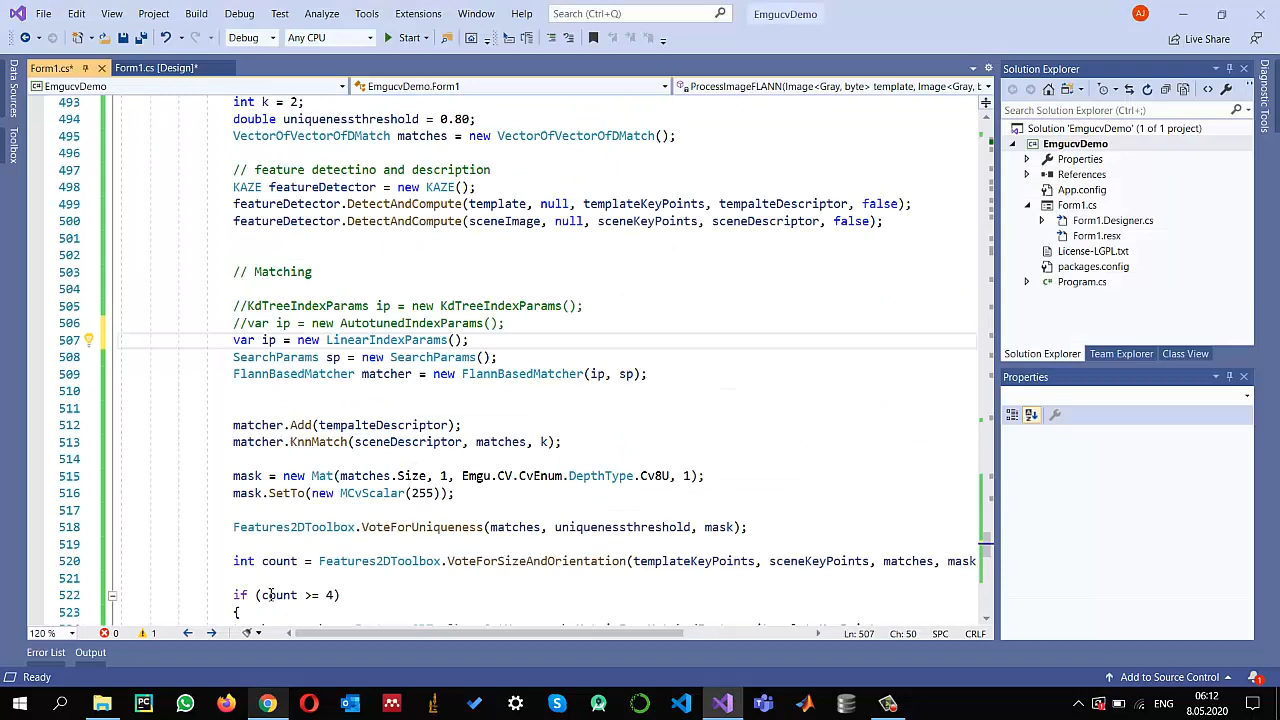 File Edit View Project Build Debug Test Analyze Tools Extensions Window Help Search (Ctrl+Q) EmgucvDemo AJ
Debug Any CPU Start Live Share
Form1.cs* Form1.cs [Design]*
EmgucvDemo EmgucvDemo.Form1 ProcessImageFLANN(Image<Gray, byte> template, Image<Gray, b
Data Sources
Toolbox
493 int k = 2;
494 double uniquenessthreshold = 0.80;
495 VectorOfVectorOfDMatch matches = new VectorOfVectorOfDMatch();
496
497 // feature detectino and description
498 KAZE featureDetector = new KAZE();
499 featureDetector.DetectAndCompute(template, null, templateKeyPoints, tempalteDescriptor, false);
500 featureDetector.DetectAndCompute(sceneImage, null, sceneKeyPoints, sceneDescriptor, false);
501
502
503 // Matching
504
505 //KdTreeIndexParams ip = new KdTreeIndexParams();
506 //var ip = new AutotunedIndexParams();
507 var ip = new LinearIndexParams();
508 SearchParams sp = new SearchParams();
509 FlannBasedMatcher matcher = new FlannBasedMatcher(ip, sp);
510
511
512 matcher.Add(tempalteDescriptor);
513 matcher.KnnMatch(sceneDescriptor, matches, k);
514
515 mask = new Mat(matches.Size, 1, Emgu.CV.CvEnum.DepthType.Cv8U, 1);
516 mask.SetTo(new MCvScalar(255));
517
518 Features2DToolbox.VoteForUniqueness(matches, uniquenessthreshold, mask);
519
520 int count = Features2DToolbox.VoteForSizeAndOrientation(templateKeyPoints, sceneKeyPoints, matches, mask
521
522 if (count >= 4)
523 {
120 % 0 1 Ln: 507 Ch: 50 SPC CRLF
Error List Output
Ready Add to Source Control 1
Solution Explorer
Search Solution Explorer (Ctrl+;)
Solution 'EmgucvDemo' (1 of 1 project)
EmgucvDemo
Properties
References
App.config
Form1.cs
Form1.Designer.cs
Form1.resx
License-LGPL.txt
packages.config
Program.cs
Solution Explorer Team Explorer Class View
Properties
Diagnostic Tools
PC
ENG 06:12
8.05.2020